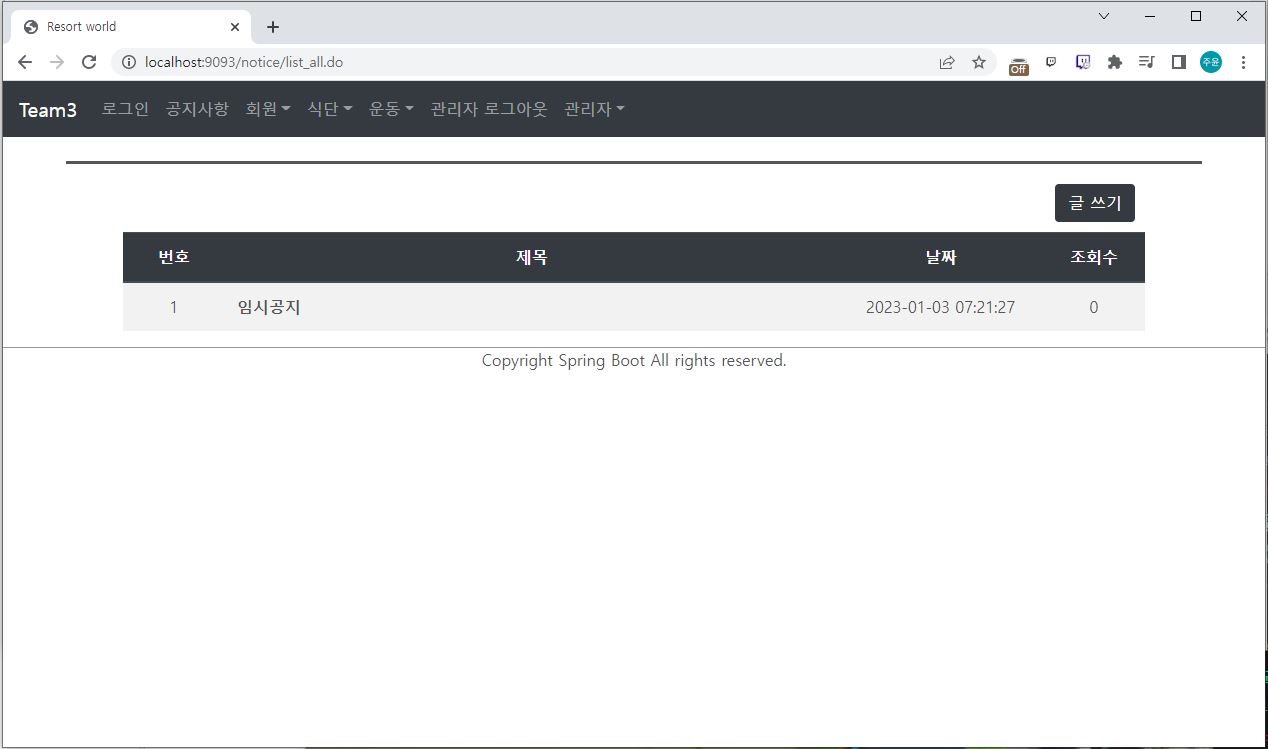 Resort world
localhost:9093/notice/list_all.do
Off
주윤
Team3 로그인 공지사항 회원 식단 운동 관리자 로그아웃 관리자
글 쓰기
번호 제목 날짜 조회수
1 임시공지 2023-01-03 07:21:27 0
Copyright Spring Boot All rights reserved.